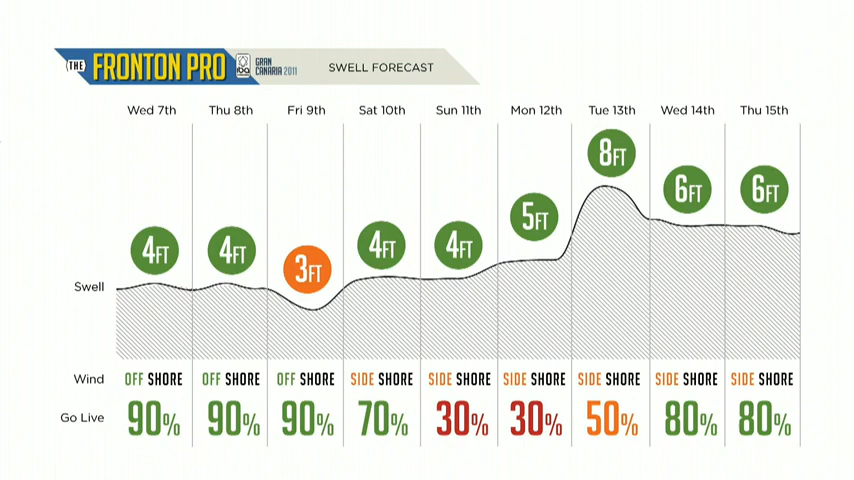 THE FRONTON PRO GRAN CANARIA 2011 SWELL FORECAST
Wed 7th Thu 8th Fri 9th Sat 10th Sun 11th Mon 12th Tue 13th Wed 14th Thu 15th
4FT 4FT 3FT 4FT 4FT 5FT 8FT 6FT 6FT
Swell
Wind OFF SHORE OFF SHORE OFF SHORE SIDE SHORE SIDE SHORE SIDE SHORE SIDE SHORE SIDE SHORE SIDE SHORE
Go Live 90% 90% 90% 70% 30% 30% 50% 80% 80%